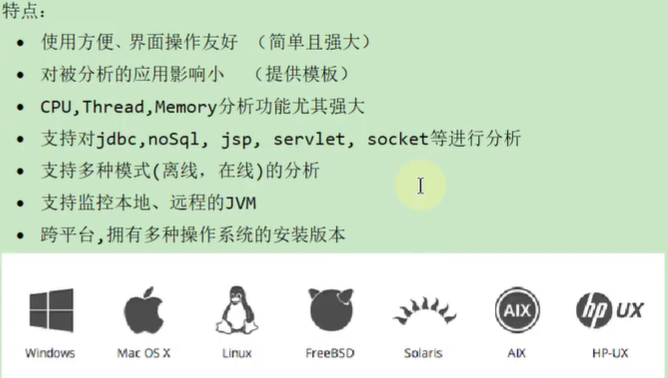 特点：
• 使用方便、界面操作友好 （简单且强大）
• 对被分析的应用影响小 （提供模板）
• CPU,Thread,Memory分析功能尤其强大
• 支持对jdbc,noSql, jsp, servlet, socket等进行分析
• 支持多种模式(离线，在线)的分析
• 支持监控本地、远程的JVM
• 跨平台,拥有多种操作系统的安装版本
AIX
hp UX
Windows Mac OS X Linux FreeBSD Solaris AIX HP-UX